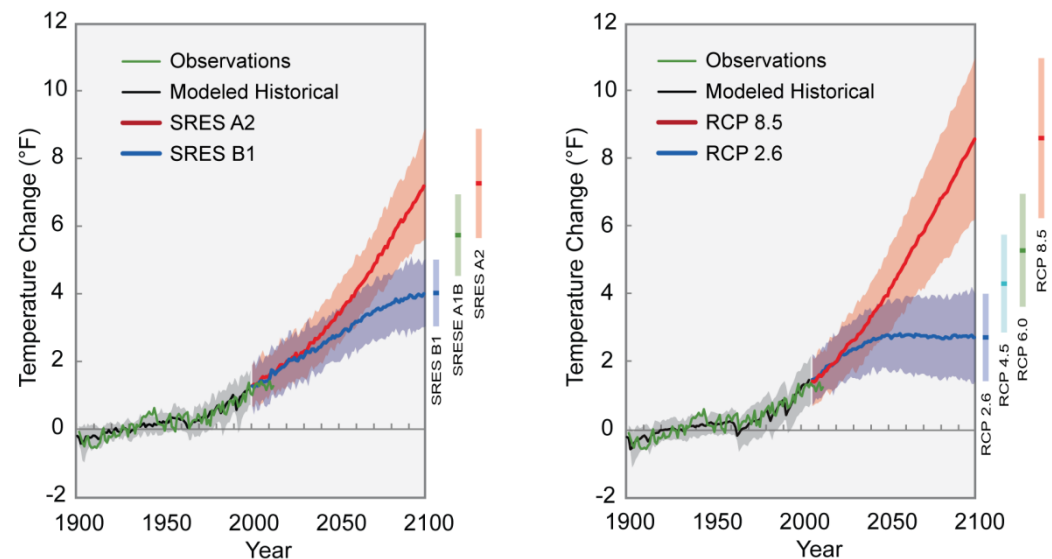 Temperature Change (°F)
12
10
8
6
4
2
0
-2
1900
1950
2000
2050
2100
Year
Observations
Modeled Historical
SRES A2
SRES B1
SRES B1
SRESE A1B
SRES A2
Temperature Change (°F)
12
10
8
6
4
2
0
-2
1900
1950
2000
2050
2100
Year
Observations
Modeled Historical
RCP 8.5
RCP 2.6
RCP 2.6
RCP 4.5
RCP 6.0
RCP 8.5